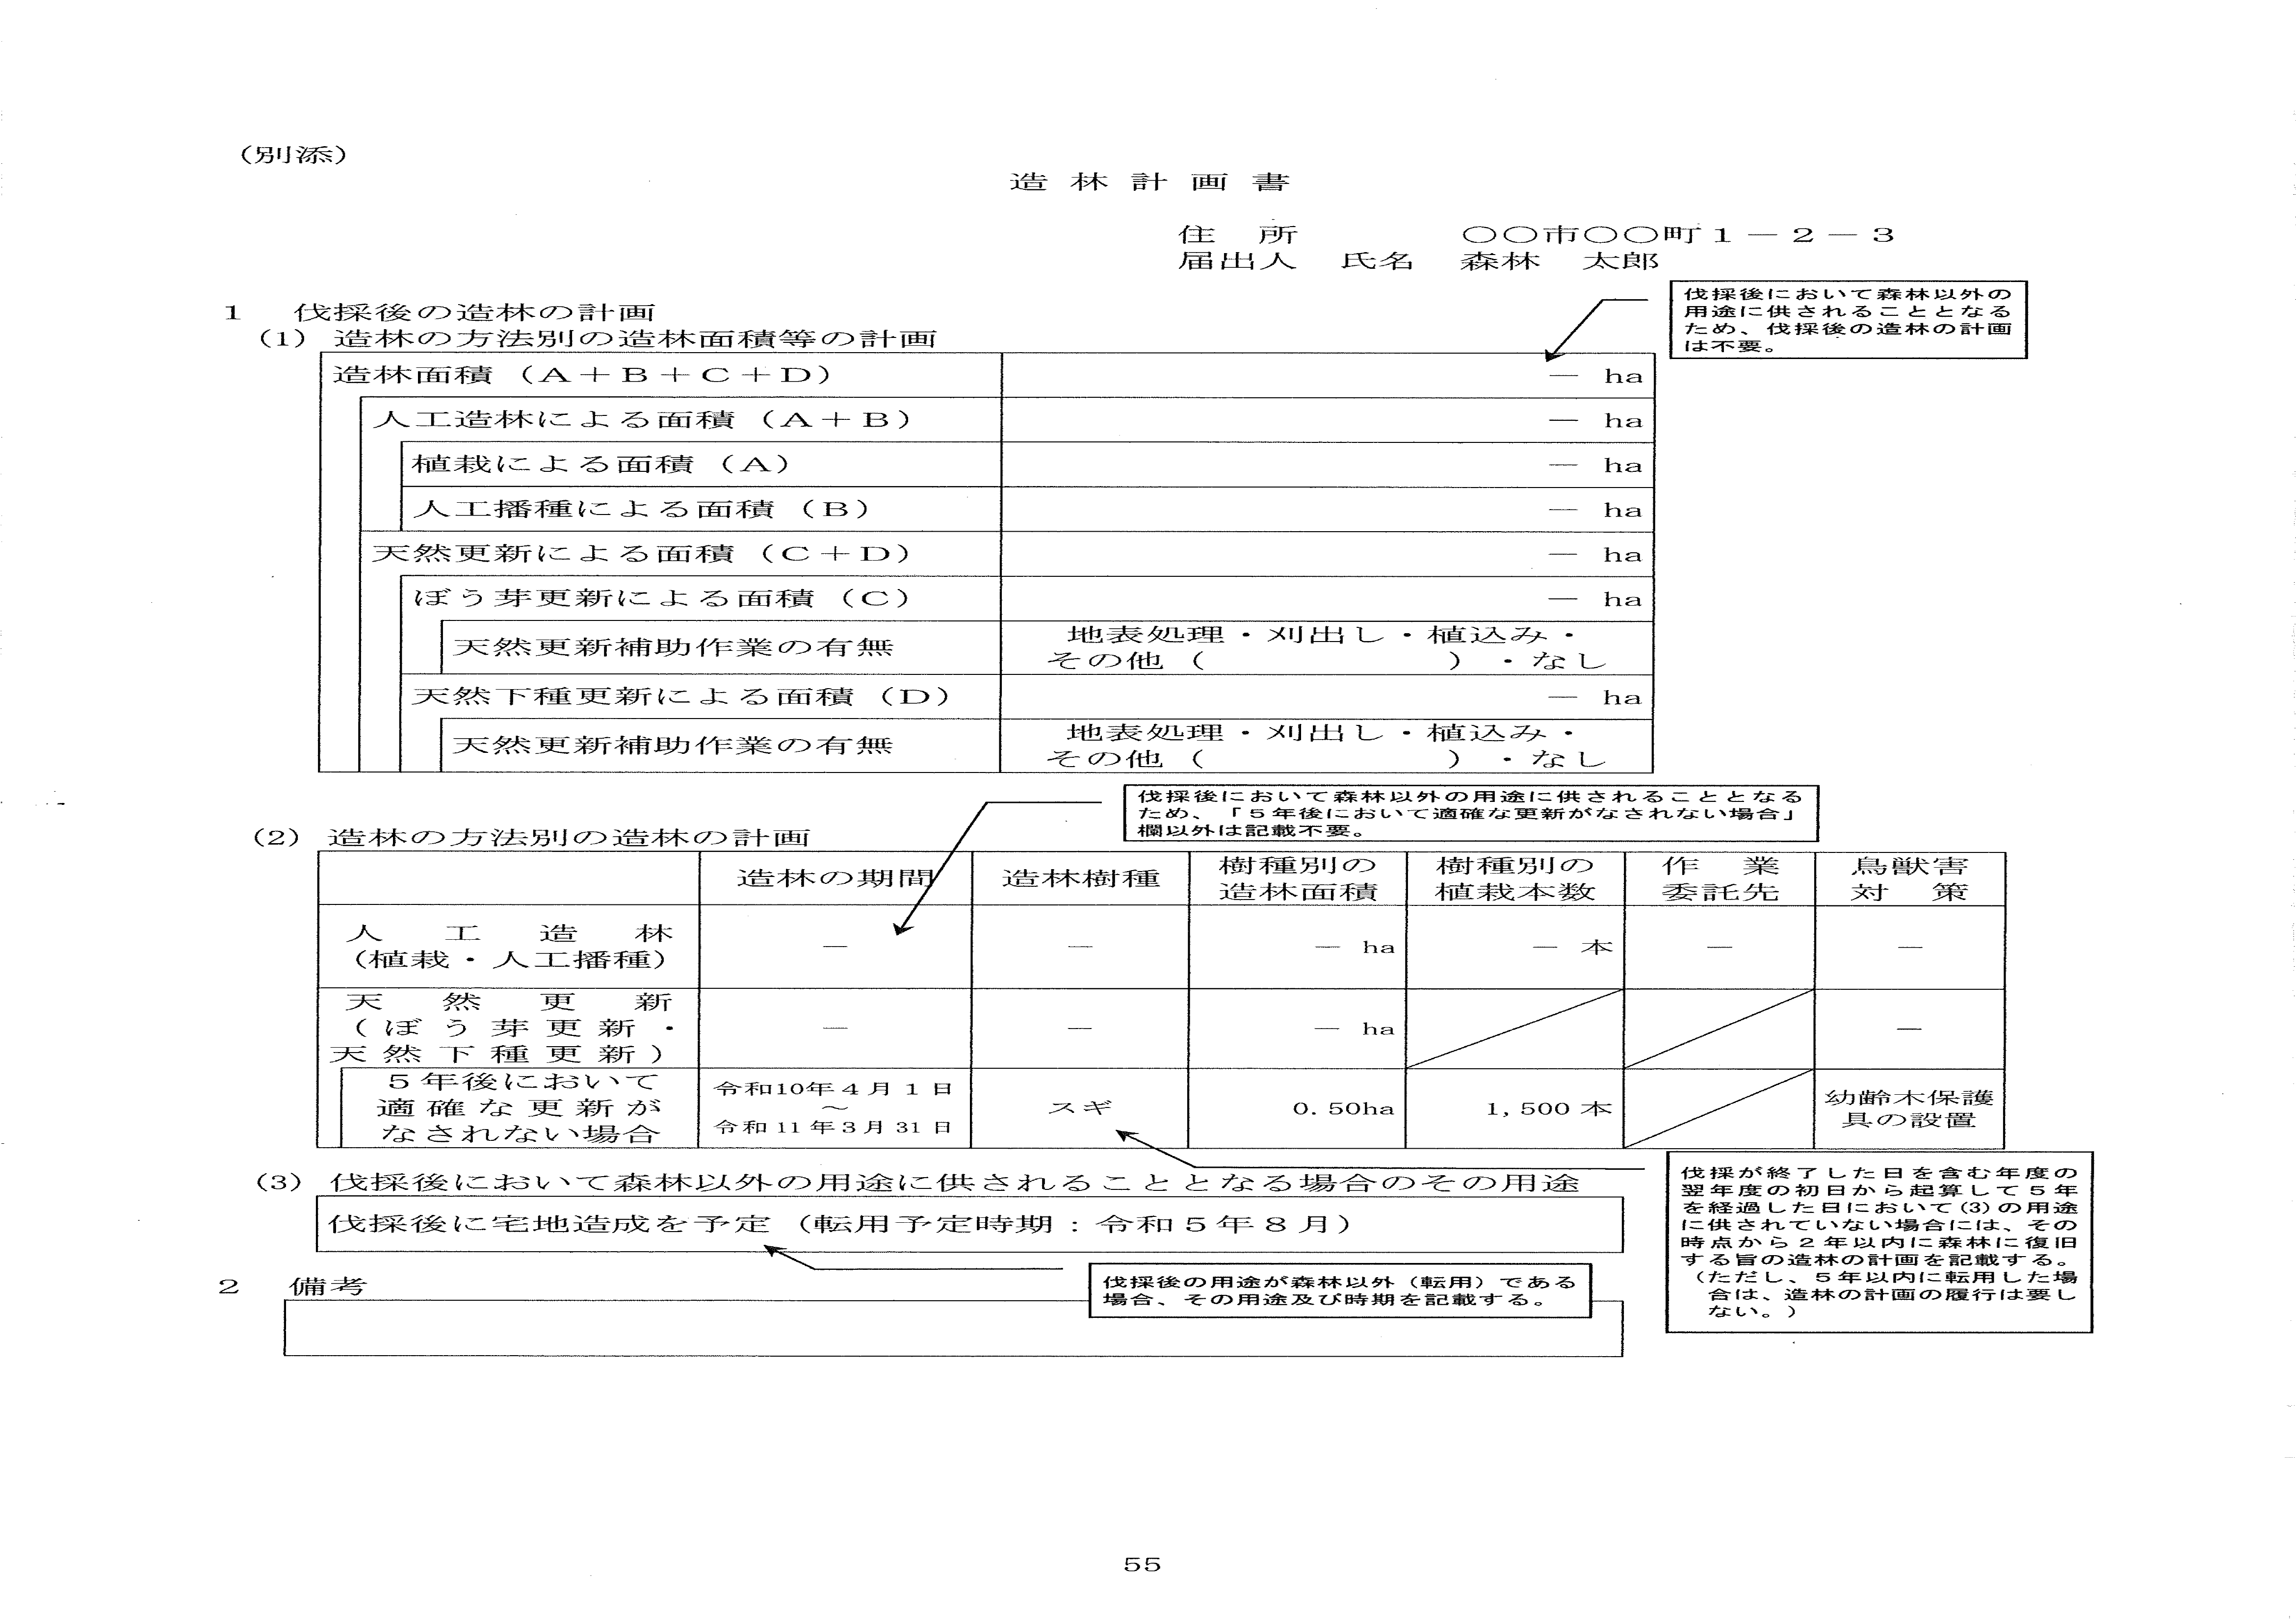 （別添）
造林計画書
住　所　〇〇市〇〇町１－２－３
届出人　氏名　森林　太郎
伐採後において森林以外の
用途に供されることとなる
ため、伐採後の造林の計画
は不要。
１　伐採後の造林の計画
（1）造林の方法別の造林面積等の計画
造林面積（Ａ＋Ｂ＋Ｃ＋Ｄ）　－　ha
人工造林による面積（Ａ＋Ｂ）　－　ha
植栽による面積（Ａ）　－　ha
人工播種による面積（Ｂ）　－　ha
天然更新による面積（Ｃ＋Ｄ）　－　ha
ぼう芽更新による面積（Ｃ）　－　ha
天然更新補助作業の有無
地表処理・刈出し・植込み・
その他（　　　　　　）・なし
天然下種更新による面積（Ｄ）　－　ha
天然更新補助作業の有無
地表処理・刈出し・植込み・
その他（　　　　　　）・なし
伐採後において森林以外の用途に供されることとなる
ため、「５年後において適確な更新がなされない場合」
欄以外は記載不要。
（2）造林の方法別の造林の計画
造林の期間　造林樹種　樹種別の造林面積　樹種別の植栽本数　作業委託先　鳥獣害対策
人工造林
（植栽・人工播種）
－　－　－　ha　－　本　－　－
天然更新
（ぼう芽更新・
天然下種更新）
－　－　－　ha　－
５年後において
適確な更新が
なされない場合
令和10年４月１日
～
令和11年３月31日
スギ　0.50ha　1,500本
幼齢木保護
具の設置
（3）伐採後において森林以外の用途に供されることとなる場合のその用途
伐採後に宅地造成を予定（転用予定時期：令和５年８月）
伐採が終了した日を含む年度の
翌年度の初日から起算して５年
を経過した日において(3)の用途
に供されていない場合には、その
時点から２年以内に森林に復旧
する旨の造林の計画を記載する。
（ただし、５年以内に転用した場
合は、造林の計画の履行は要し
ない。）
伐採後の用途が森林以外（転用）である
場合、その用途及び時期を記載する。
２　備考
55